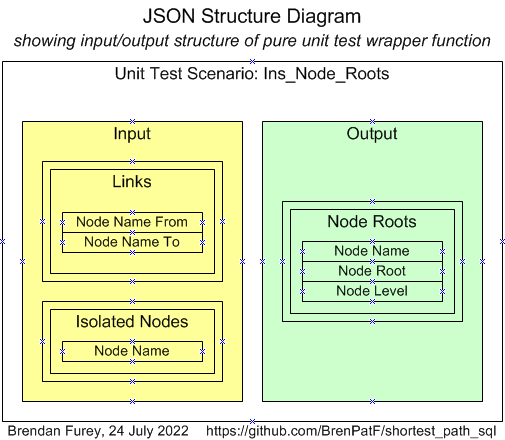 JSON Structure Diagram
showing input/output structure of pure unit test wrapper function
Unit Test Scenario: Ins_Node_Roots
Input
Links
Node Name From
Node Name To
Isolated Nodes
Node Name
Output
Node Roots
Node Name
Node Root
Node Level
Brendan Furey, 24 July 2022
https://github.com/BrenPatF/shortest_path_sql